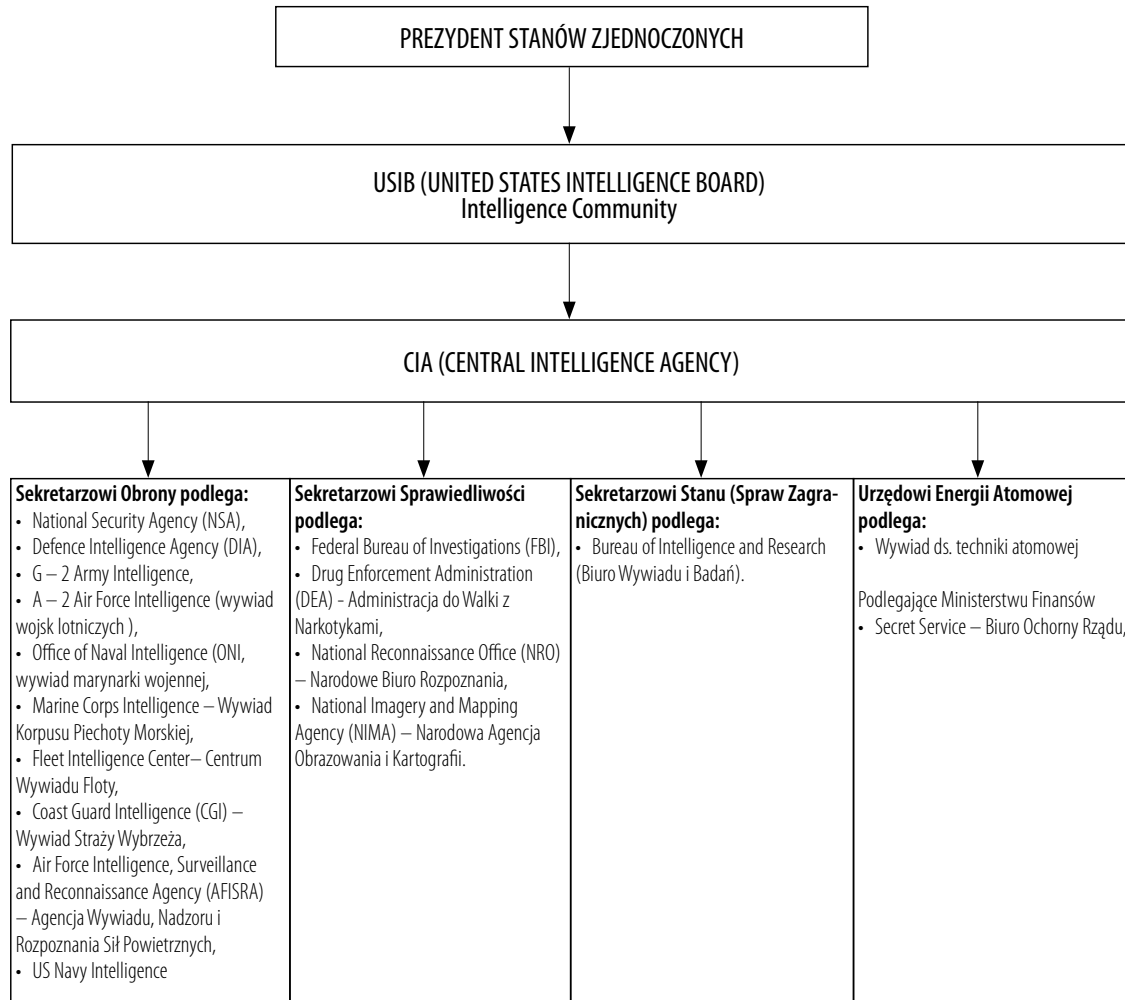 PREZYDENT STANÓW ZJEDNOCZONYCH
USIB (UNITED STATES INTELLIGENCE BOARD)
Intelligence Community
CIA (CENTRAL INTELLIGENCE AGENCY)
Sekretarzowi Obrony podlega:
• National Security Agency (NSA),
• Defence Intelligence Agency (DIA),
• G – 2 Army Intelligence,
• A – 2 Air Force Intelligence (wywiad
wojsk lotniczych ),
• Office of Naval Intelligence (ONI,
wywiad marynarki wojennej,
• Marine Corps Intelligence – Wywiad
Korpusu Piechoty Morskiej,
• Fleet Intelligence Center– Centrum
Wywiadu Floty,
• Coast Guard Intelligence (CGI) –
Wywiad Straży Wybrzeża,
• Air Force Intelligence, Surveillance
and Reconnaissance Agency (AFISRA)
– Agencja Wywiadu, Nadzoru i
Rozpoznania Sił Powietrznych,
• US Navy Intelligence
Sekretarzowi Sprawiedliwości
podlega:
• Federal Bureau of Investigations (FBI),
• Drug Enforcement Administration
(DEA) - Administracja do Walki z
Narkotykami,
• National Reconnaissance Office (NRO)
– Narodowe Biuro Rozpoznania,
• National Imagery and Mapping
Agency (NIMA) – Narodowa Agencja
Obrazowania i Kartografii.
Sekretarzowi Stanu (Spraw Zagra-
nicznych) podlega:
• Bureau of Intelligence and Research
(Biuro Wywiadu i Badań).
Urzędowi Energii Atomowej
podlega:
• Wywiad ds. techniki atomowej
Podlegające Ministerstwu Finansów
• Secret Service – Biuro Ochorny Rządu,